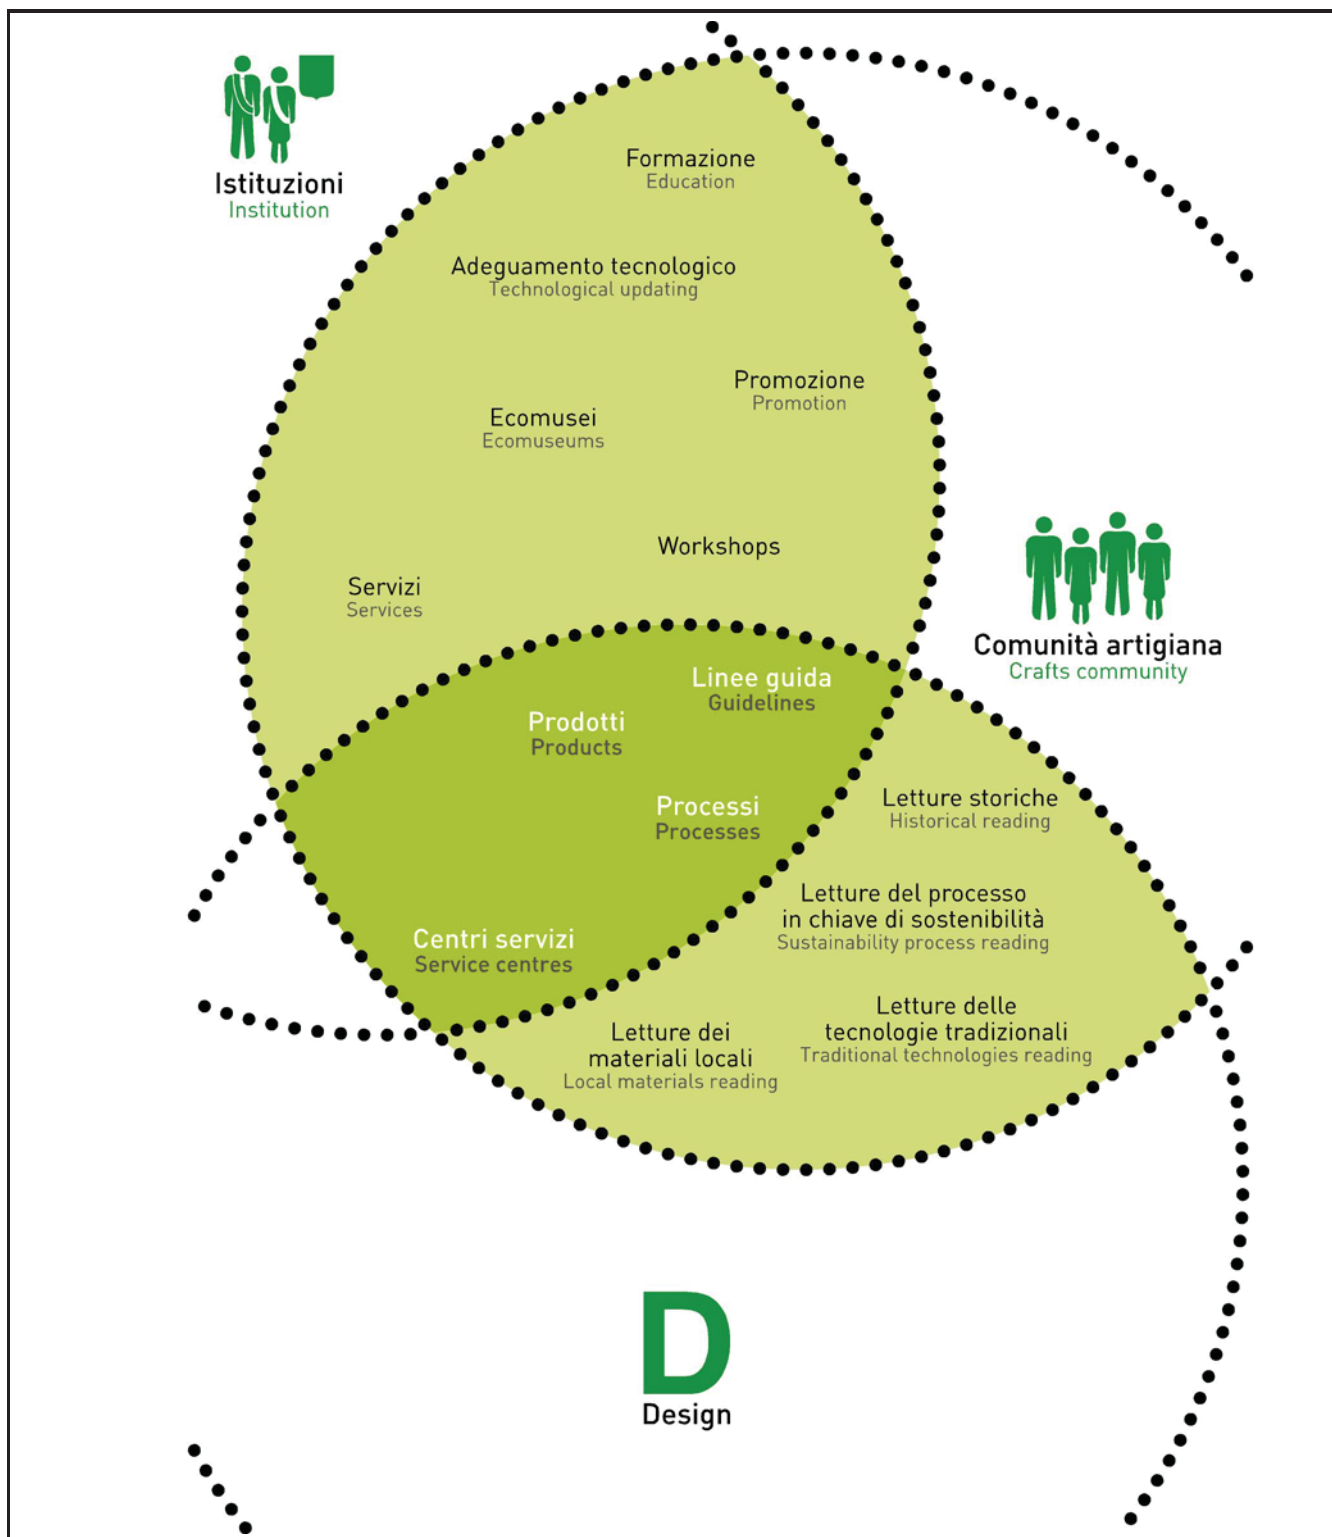 Istituzioni
Institution
Formazione
Education
Adeguamento tecnologico
Technological updating
Promozione
Promotion
Ecomusei
Ecomuseums
Workshops
Servizi
Services
Comunità artigiana
Crafts community
Linee guida
Guidelines
Prodotti
Products
Processi
Processes
Centri servizi
Service centres
Letture storiche
Historical reading
Letture del processo
in chiave di sostenibilità
Sustainability process reading
Letture delle
tecnologie tradizionali
Traditional technologies reading
Letture dei
materiali locali
Local materials reading
D
Design